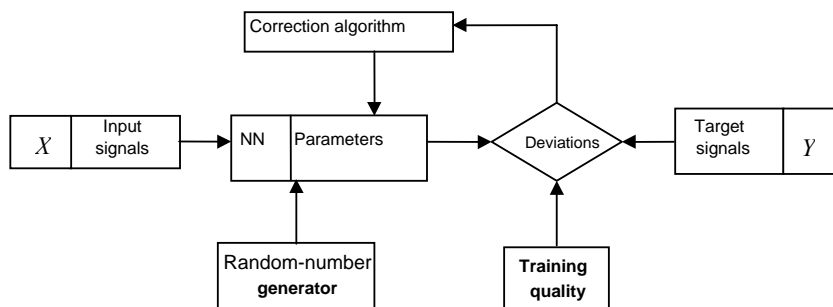 Correction algorithm
X
Input
signals
NN
Parameters
Deviations
Target
signals
Y
Random-number
generator
Training
quality